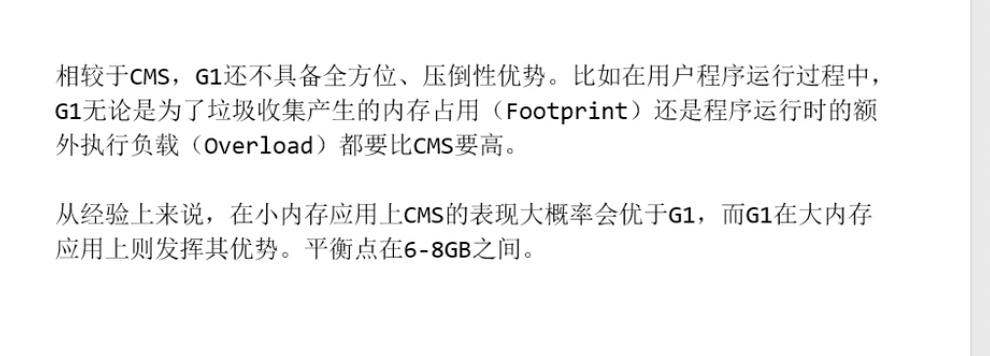 相较于CMS，G1还不具备全方位、压倒性优势。比如在用户程序运行过程中，
G1无论是为了垃圾收集产生的内存占用（Footprint）还是程序运行时的额
外执行负载（Overload）都要比CMS要高。
从经验上来说，在小内存应用上CMS的表现大概率会优于G1，而G1在大内存
应用上则发挥其优势。平衡点在6-8GB之间。